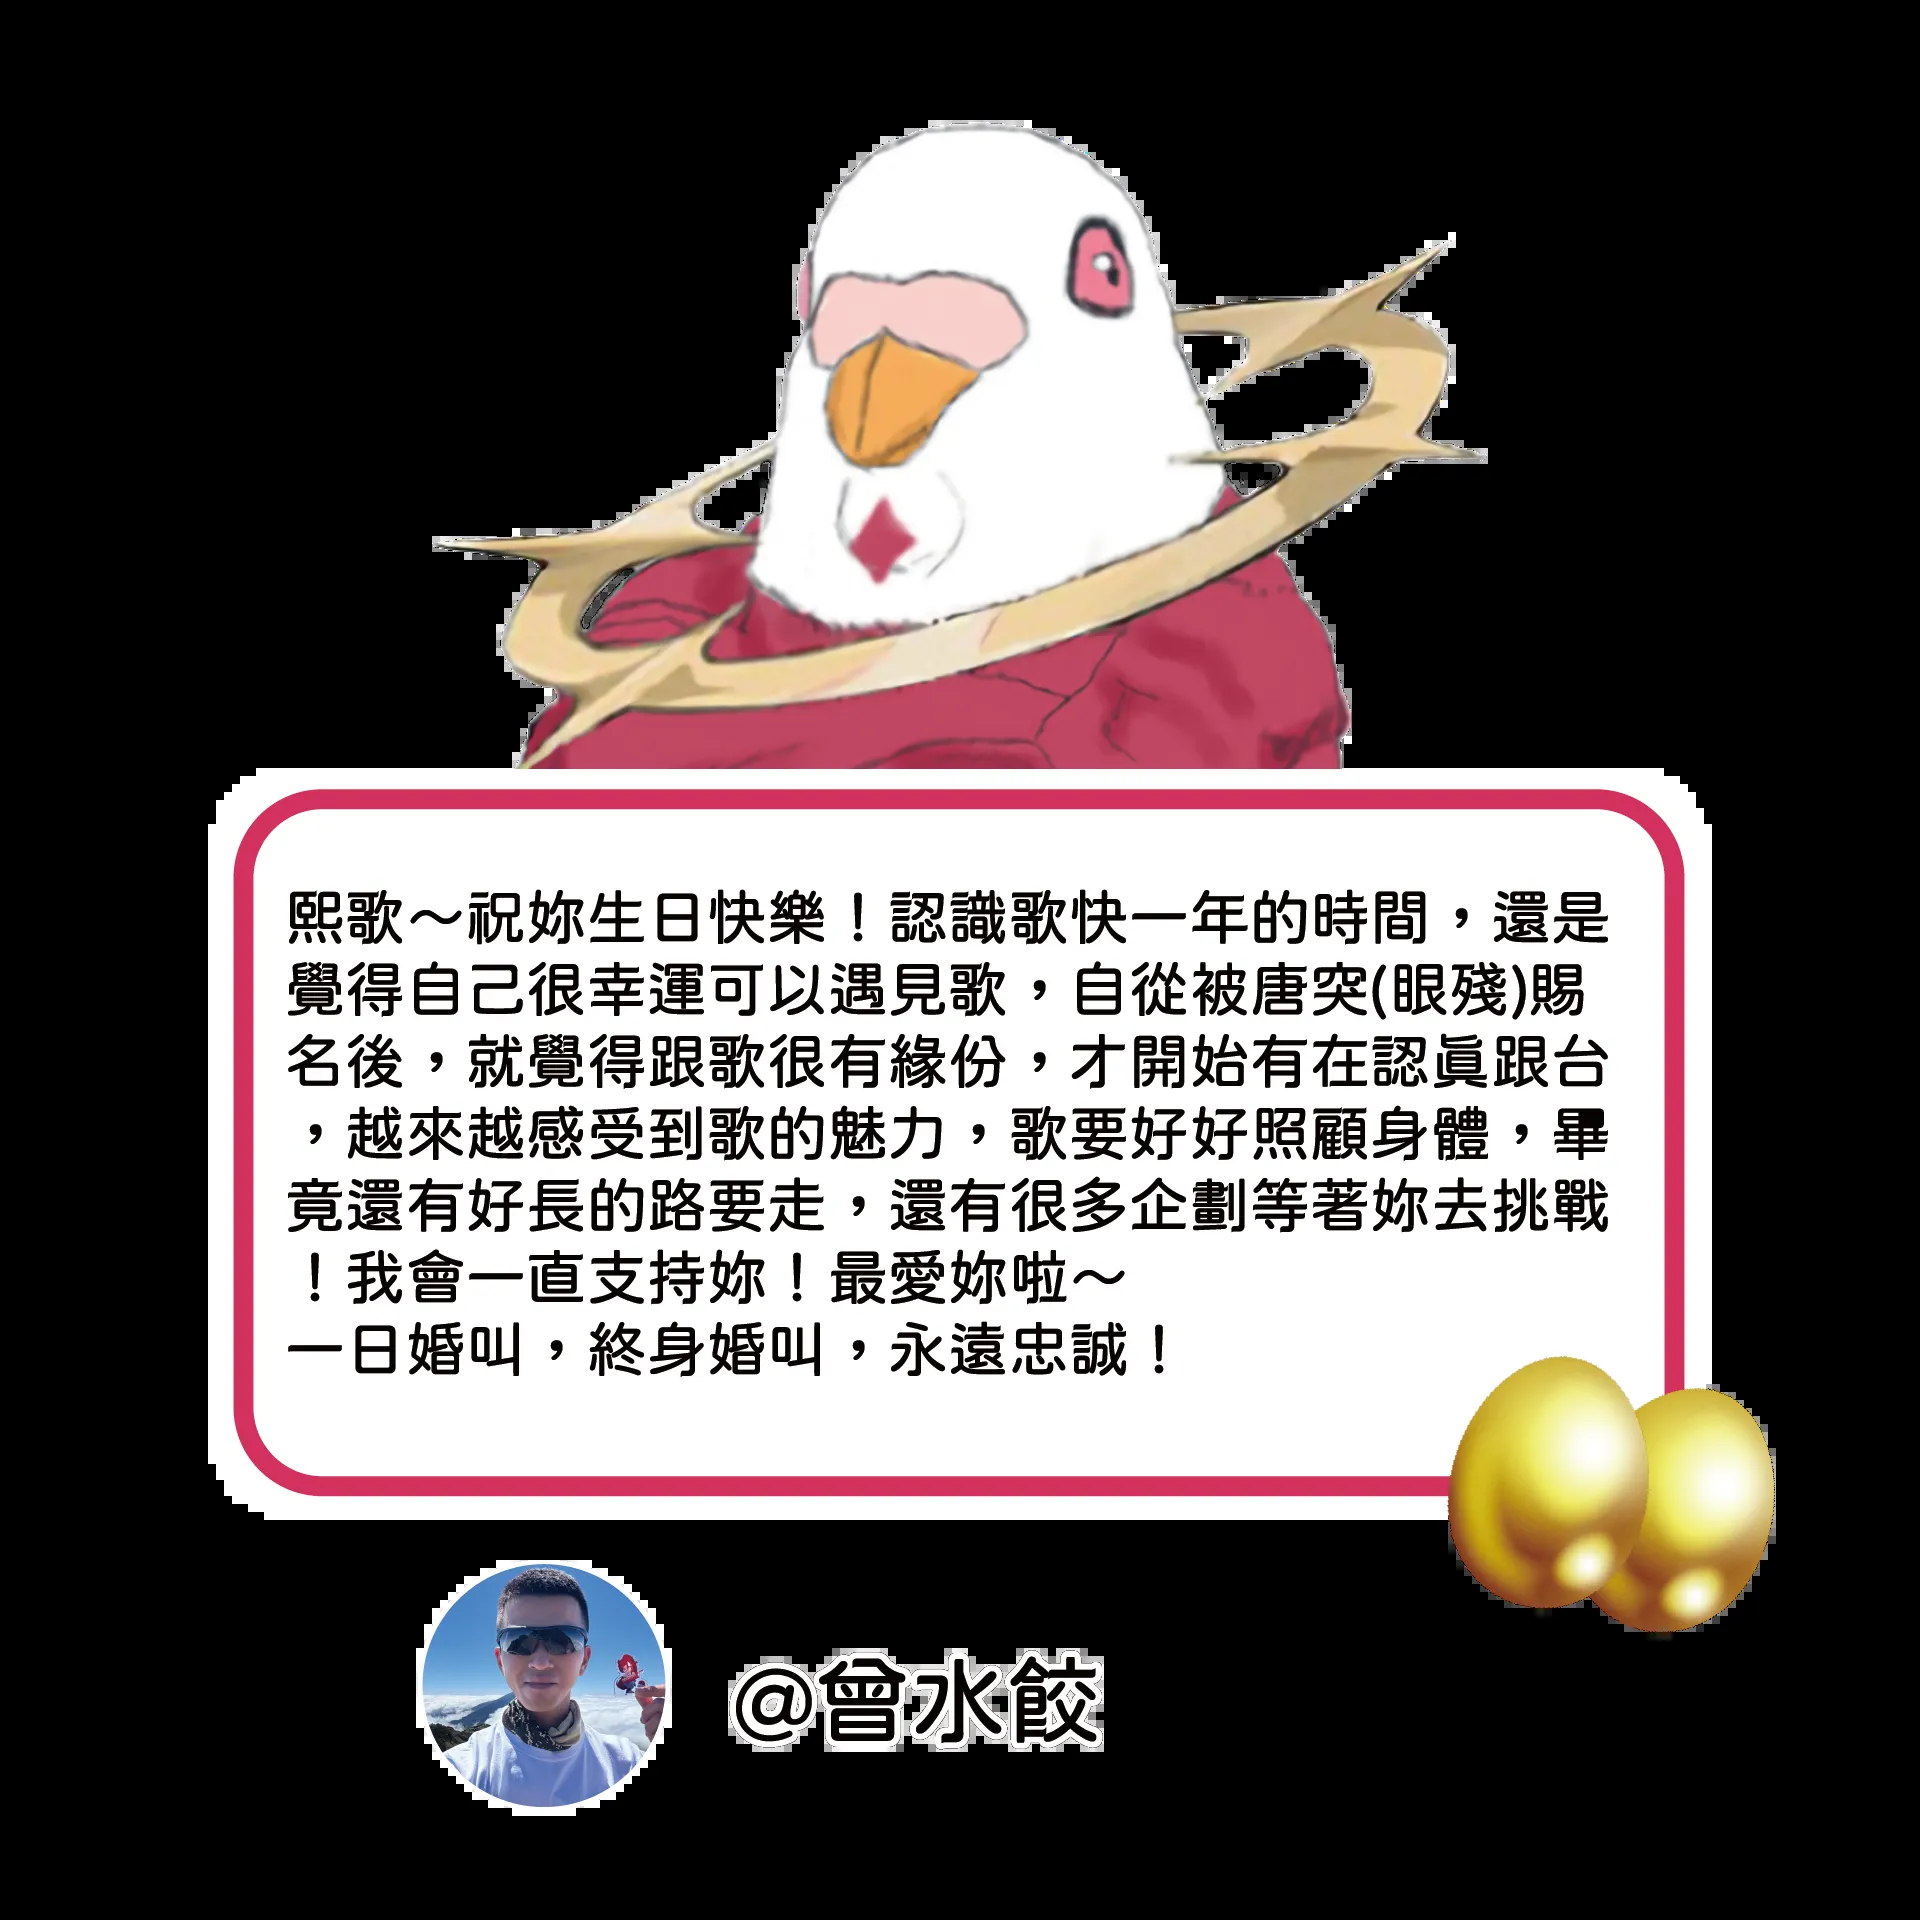 熙歌～祝妳生日快樂！認識歌快一年的時間，還是
覺得自己很幸運可以遇見歌，自從被唐突(眼殘)賜
名後，就覺得跟歌很有緣份，才開始有在認真跟台
，越來越感受到歌的魅力，歌要好好照顧身體，畢
竟還有好長的路要走，還有很多企劃等著妳去挑戰
！我會一直支持妳！最愛妳啦～
一日婚叫，終身婚叫，永遠忠誠！
@曾水餃